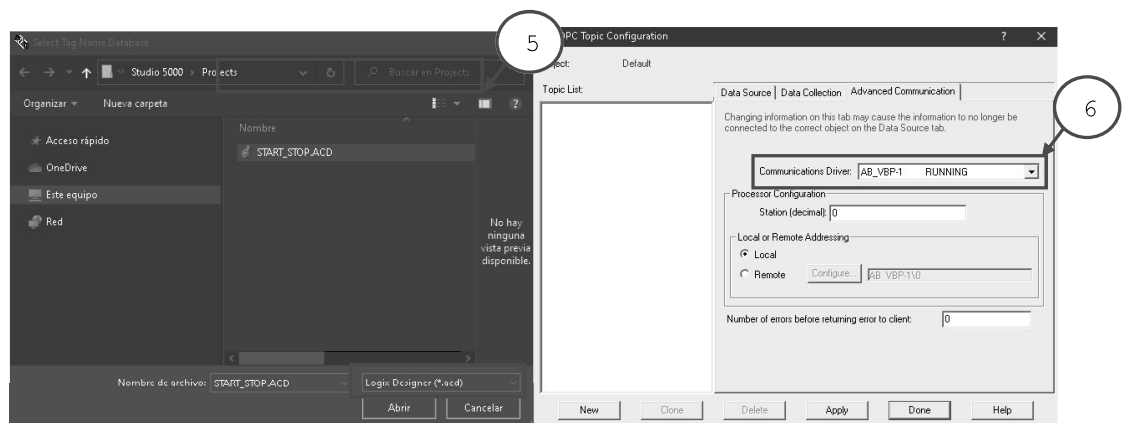 Select Tag Name Database
Studio 5000 > Projects
Buscar en Projects
Organizar
Nueva carpeta
?
Acceso rápido
OneDrive
Este equipo
Red
Nombre
START_STOP.ACD
No hay
ninguna
vista previa
disponible.
Nombre de archivo: START_STOP.ACD
Logix Designer (*.acd)
Abrir
Cancelar
5
OPC Topic Configuration
? X
Default
Topic List:
Data Source
Data Collection
Advanced Communication
Changing information on this tab may cause the information to no longer be
connected to the correct object on the Data Source tab.
6
Communications Driver: AB_VBP-1 RUNNING
Processor Configuration
Station (decimal): 0
Local or Remote Addressing
Local
Remote
Configure...
AB_VBP-1\0
Number of errors before returning error to client: 0
New
Clone
Delete
Apply
Done
Help